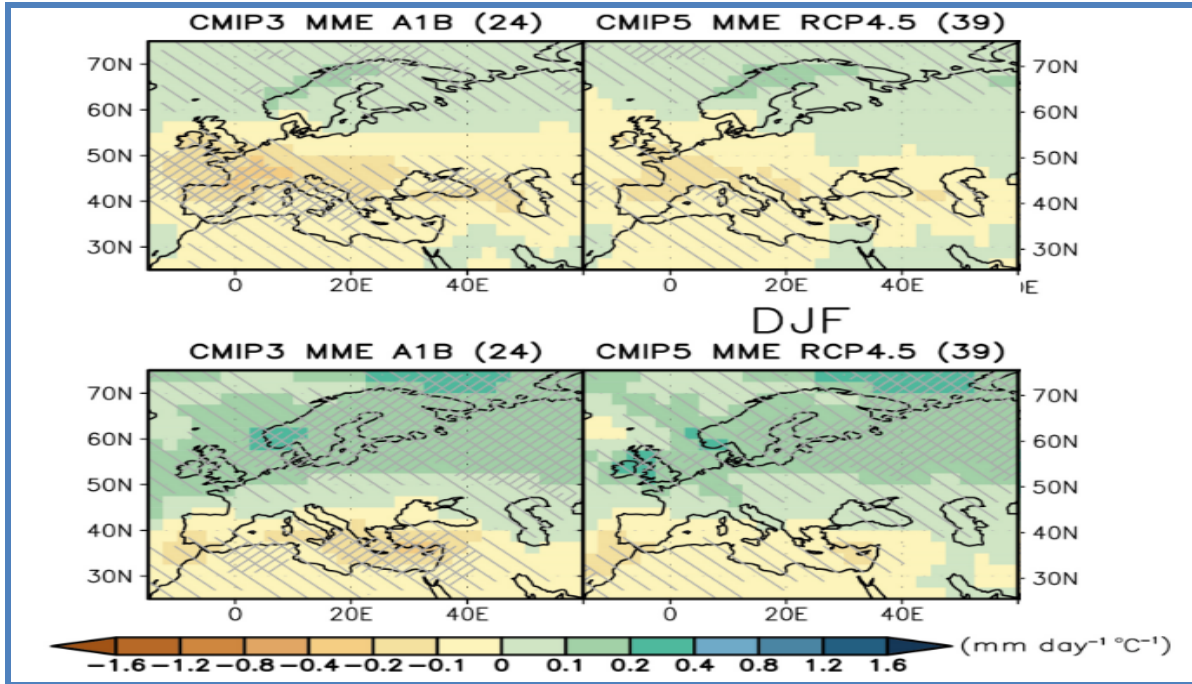 CMIP3 MME A1B (24) CMIP5 MME RCP4.5 (39)
70N 70N
60N 60N
50N 50N
40N 40N
30N 30N
0 20E 40E 0 20E 40E E
DJF
CMIP3 MME A1B (24) CMIP5 MME RCP4.5 (39)
70N 70N
60N 60N
50N 50N
40N 40N
30N 30N
0 20E 40E 0 20E 40E
-1.6 -1.2 -0.8 -0.4 -0.2 -0.1 0 0.1 0.2 0.4 0.8 1.2 1.6 (mm day⁻¹ °C⁻¹)